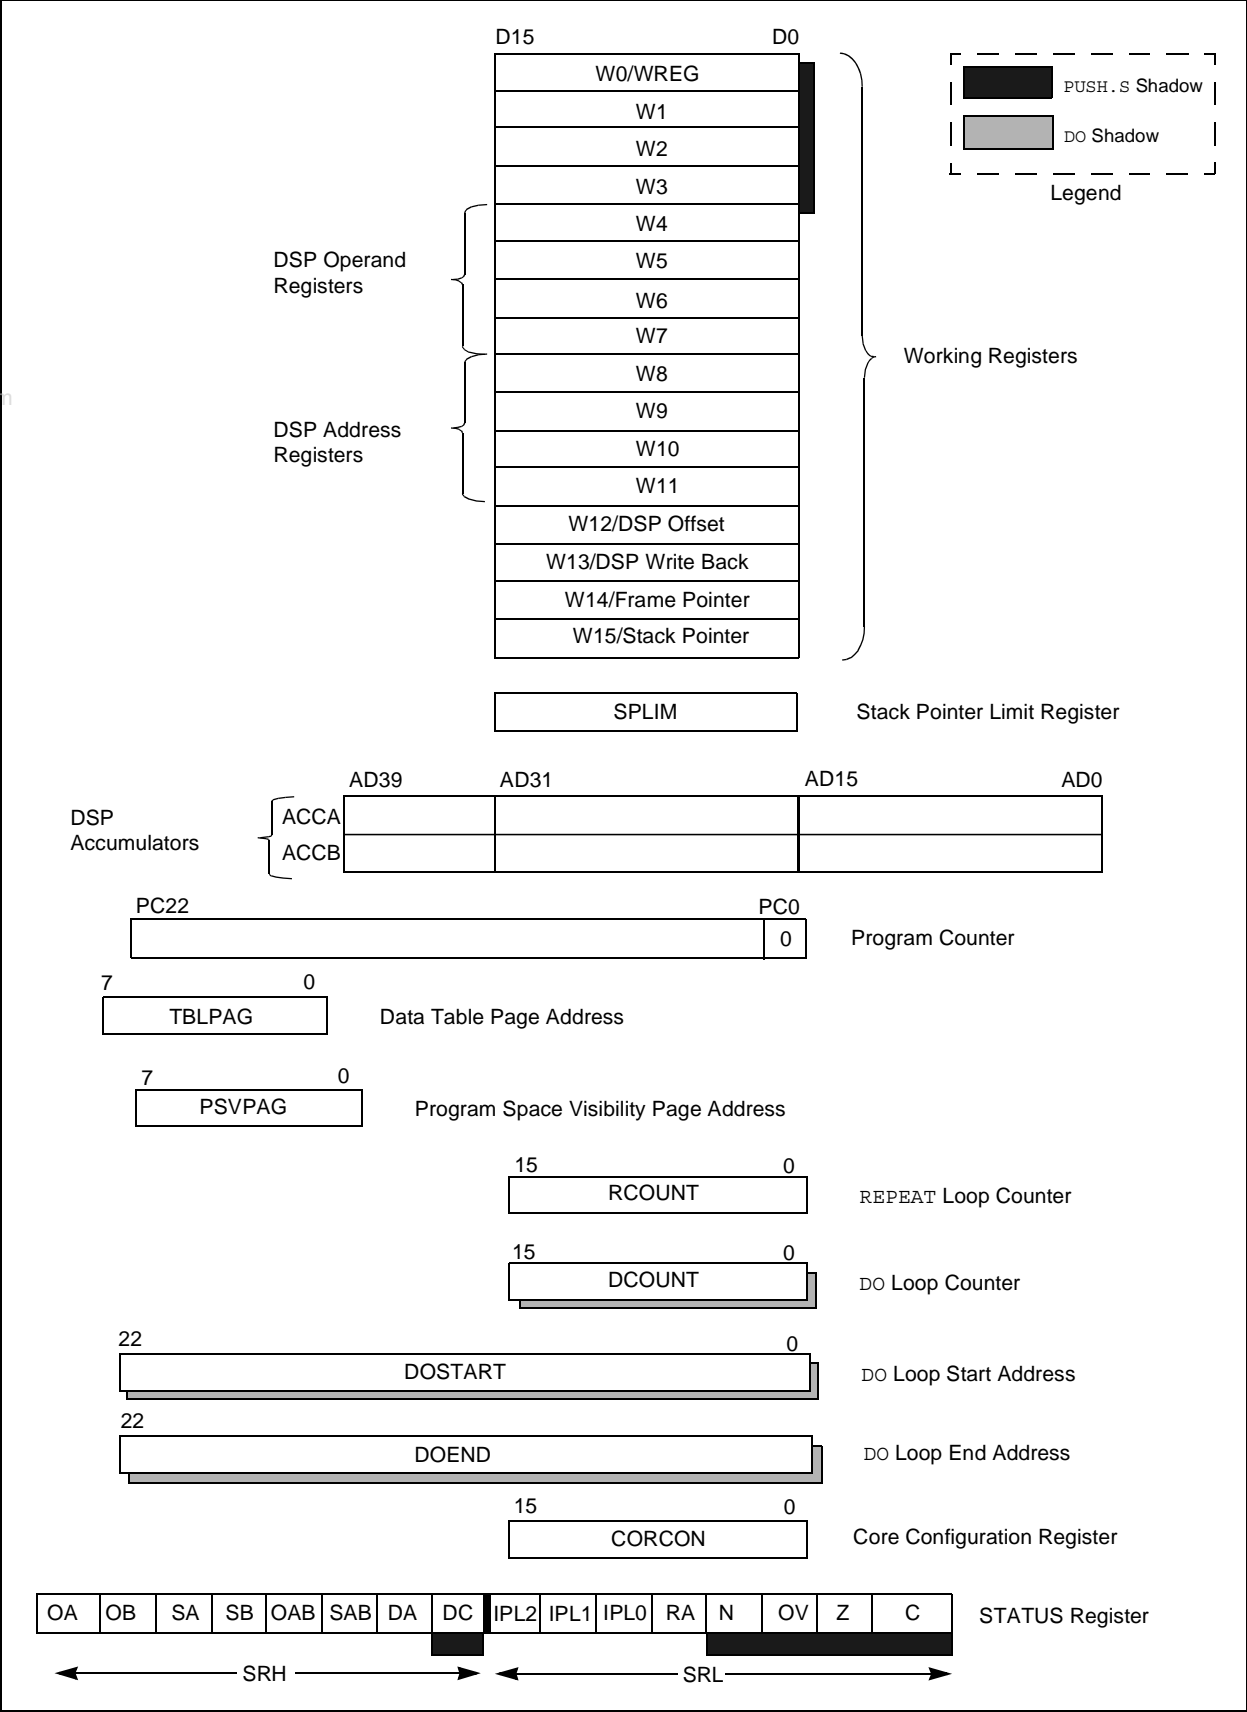 D15 D0
W0/WREG
W1
W2
W3
W4
W5
W6
W7
W8
W9
W10
W11
W12/DSP Offset
W13/DSP Write Back
W14/Frame Pointer
W15/Stack Pointer
PUSH.S Shadow
DO Shadow
Legend
DSP Operand
Registers
DSP Address
Registers
Working Registers
n
SPLIM Stack Pointer Limit Register
AD39 AD31 AD15 AD0
DSP
Accumulators
ACCA
ACCB
PC22 PC0
0 Program Counter
7 0
TBLPAG Data Table Page Address
7 0
PSVPAG Program Space Visibility Page Address
15 0
RCOUNT REPEAT Loop Counter
15 0
DCOUNT DO Loop Counter
22 0
DOSTART DO Loop Start Address
22
DOEND DO Loop End Address
15 0
CORCON Core Configuration Register
OA OB SA SB OAB SAB DA DC IPL2 IPL1 IPL0 RA N OV Z C STATUS Register
SRH SRL